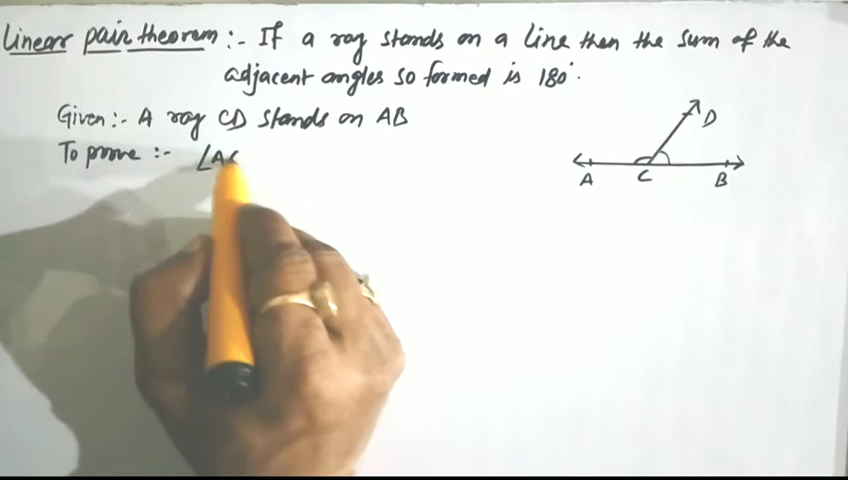 Linear pair theorem :- If a ray stands on a line then the sum of the
adjacent angles so formed is 180°.
Given :- A ray CD stands on AB
To prove :- ∠AC
D
A C B